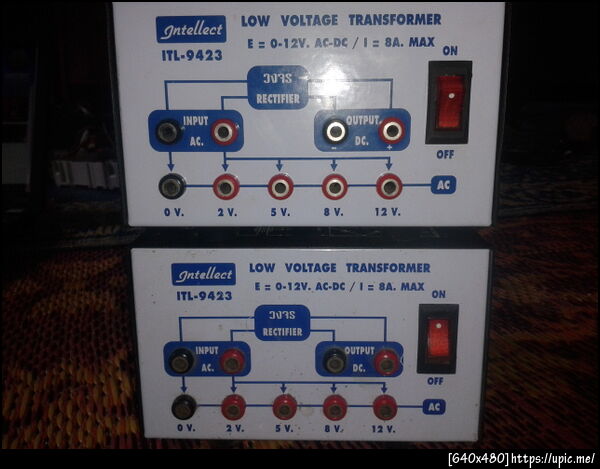 Intellect
LOW VOLTAGE TRANSFORMER
ITL-9423
E = 0-12V. AC-DC / I = 8A. MAX
ON
วงจร
RECTIFIER
INPUT
AC.
OUTPUT
DC.
- +
OFF
AC
0 V. 2 V. 5 V. 8 V. 12 V.
Intellect
LOW VOLTAGE TRANSFORMER
ITL-9423
E = 0-12V. AC-DC / I = 8A. MAX
ON
วงจร
RECTIFIER
INPUT
AC.
OUTPUT
DC.
OFF
AC
0 V. 2 V. 5 V. 8 V. 12 V.
[640x480]https://upic.me/